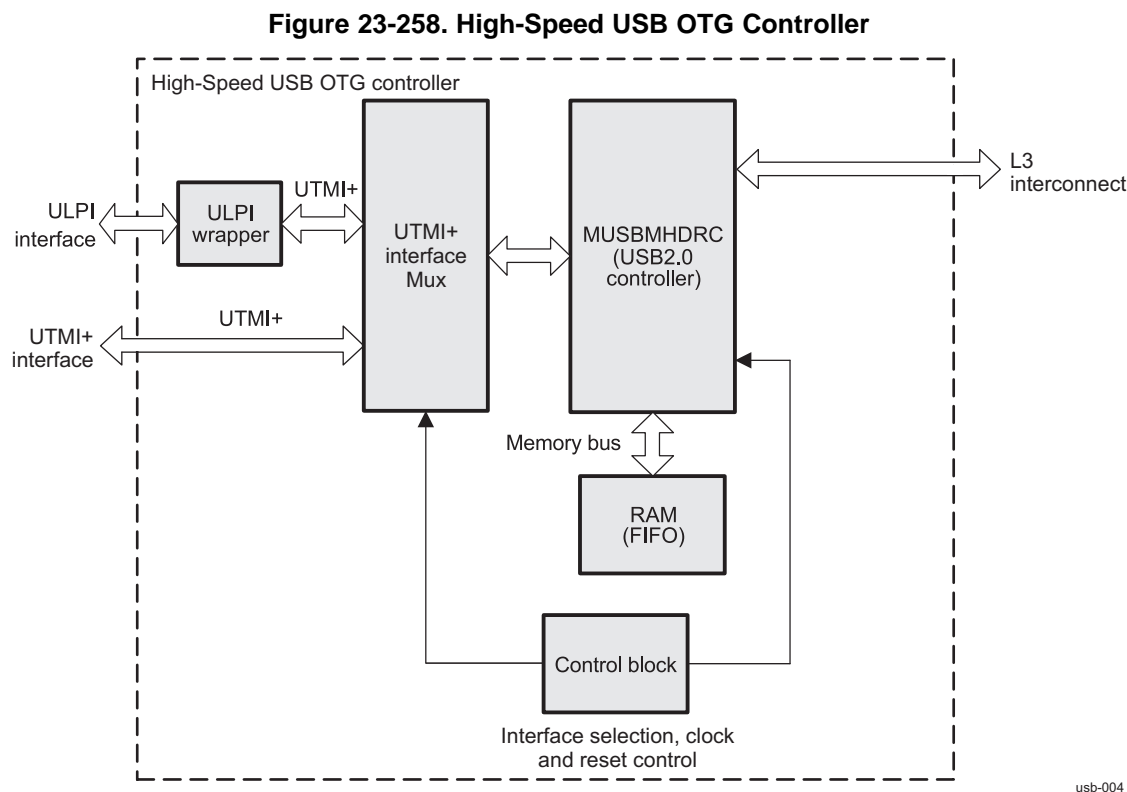 Figure 23-258. High-Speed USB OTG Controller
High-Speed USB OTG controller
ULPI
interface
ULPI
wrapper
UTMI+
UTMI+
interface
Mux
MUSBMHDRC
(USB2.0
controller)
L3
interconnect
UTMI+
interface
UTMI+
Memory bus
RAM
(FIFO)
Control block
Interface selection, clock
and reset control
usb-004